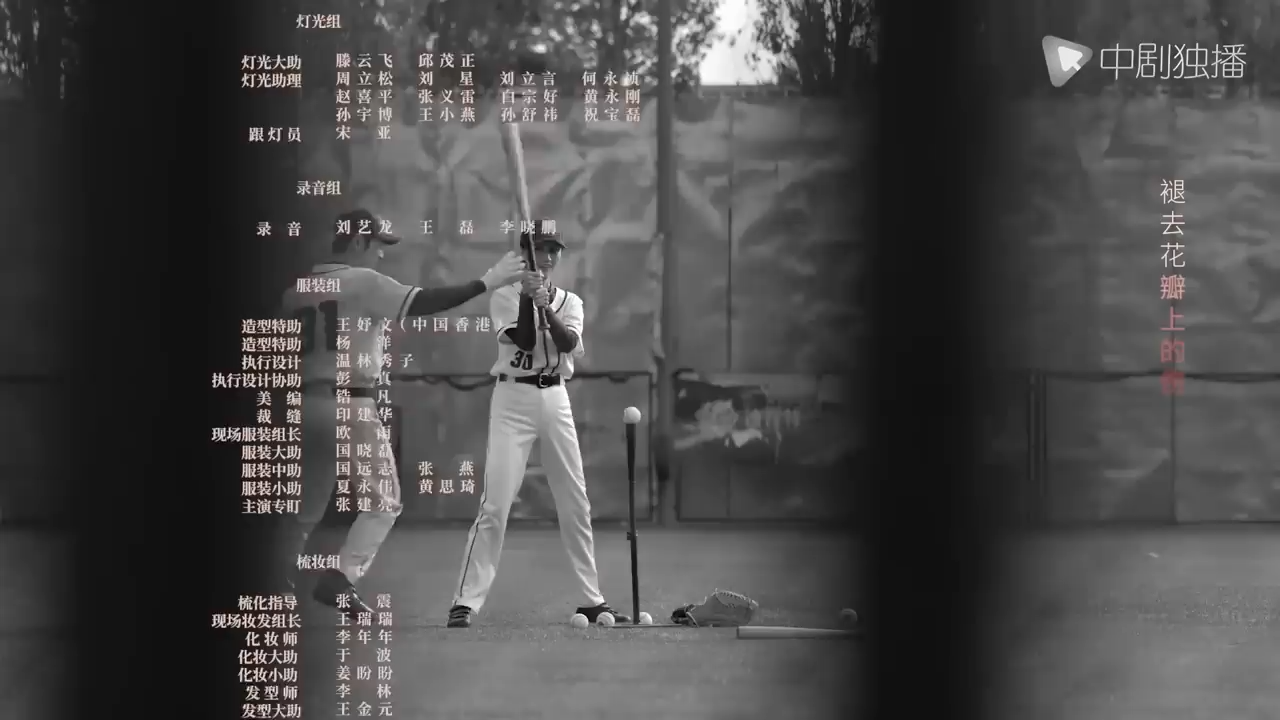 灯光组
灯光大助 滕云飞 邱茂正
灯光助理 周立松 刘星 刘立言 何永祯
赵喜平 张义雷 白宗好 黄永刚
孙宇博 王小燕 孙舒祎 祝宝磊
跟灯员 宋亚
录音组
录音 刘艺龙 王磊 李晓鹏
服装组
造型特助 王妤文(中国香港)
造型特助 杨洋
执行设计 温林秀子
执行设计协助 彭真
美编 锆凡
裁缝 印建华
现场服装组长 欧雨
服装大助 国晓磊
服装中助 国远志 张燕
服装小助 夏永伟 黄思琦
主演专盯 张建亮
梳妆组
梳化指导 张震
现场妆发组长 王瑞瑞
化妆师 李年年
化妆大助 于波
化妆小助 姜盼盼
发型师 李林
发型大助 王金元
中剧独播
褪去花瓣上的